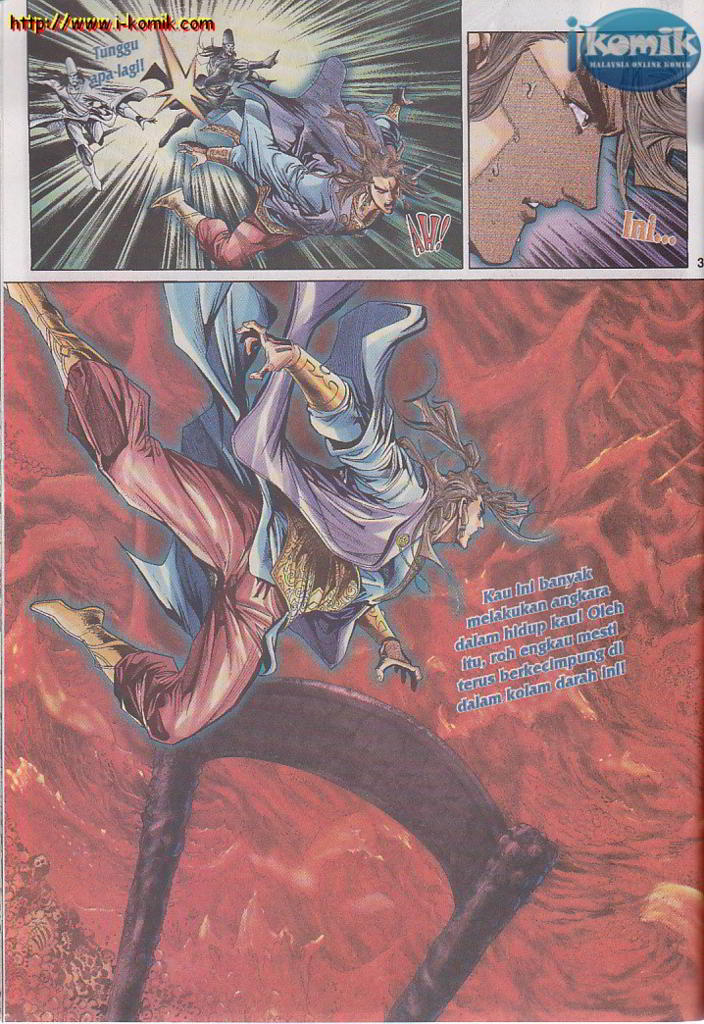 http://www.i-komik.com
ikomik
MALAYSIA ONLINE KOMIK
Tunggu
apa-lagi!
AH!
Ini...
3
Kau ini banyak
melakukan angkara
dalam hidup kau! Oleh
itu, roh engkau mesti
terus berkecimpung di
dalam kolam darah ini!